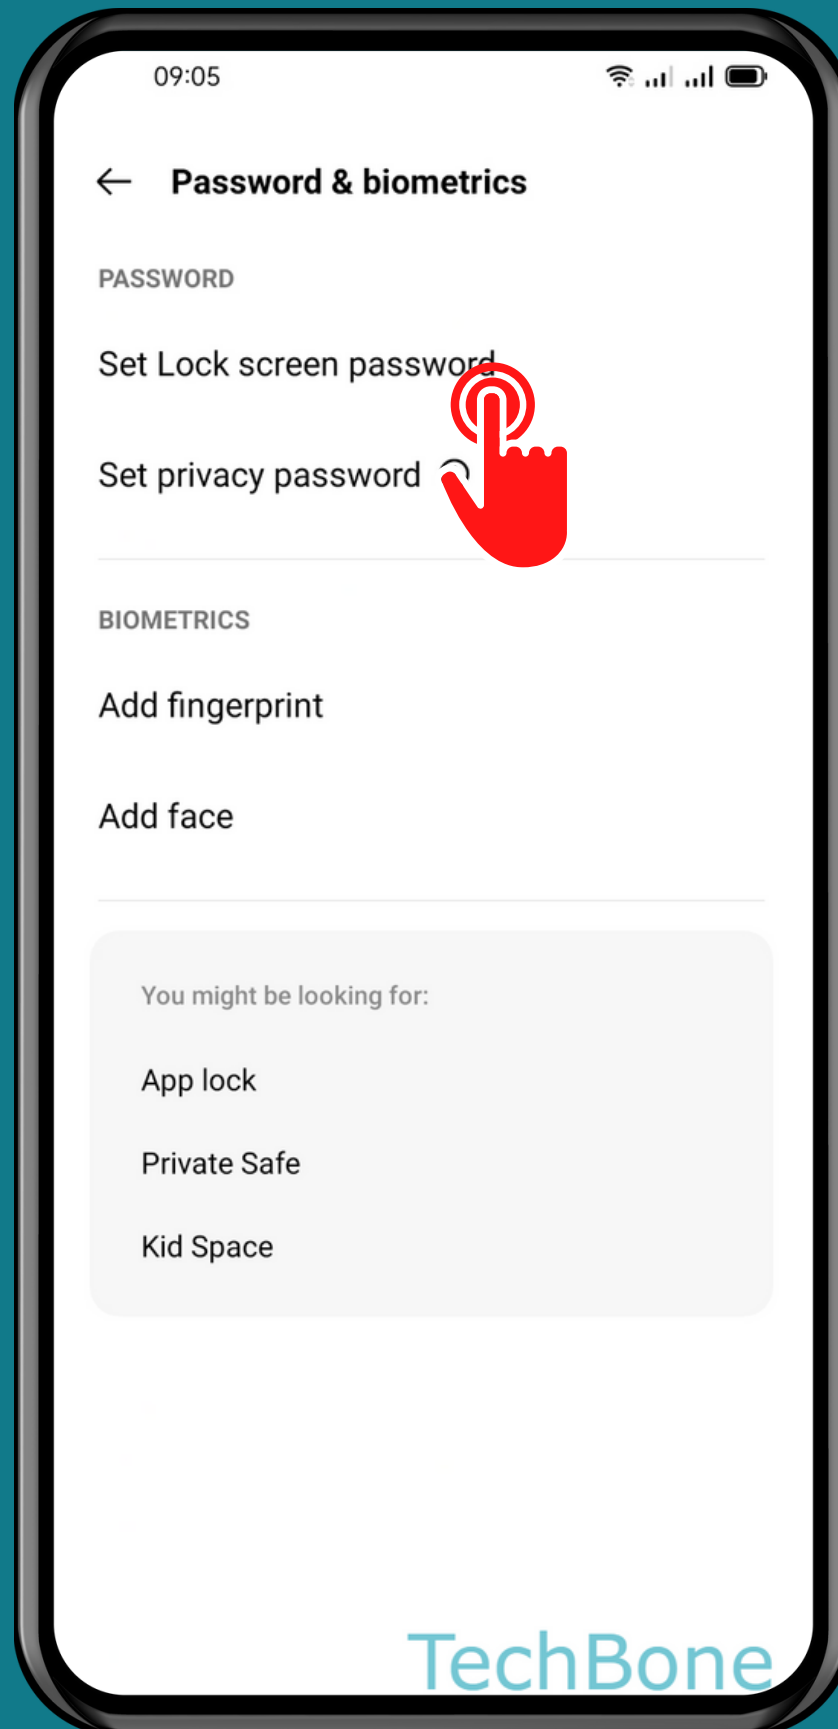 09:05
Password & biometrics
PASSWORD
Set Lock screen password
Set privacy password
BIOMETRICS
Add fingerprint
Add face
You might be looking for:
App lock
Private Safe
Kid Space
TechBone